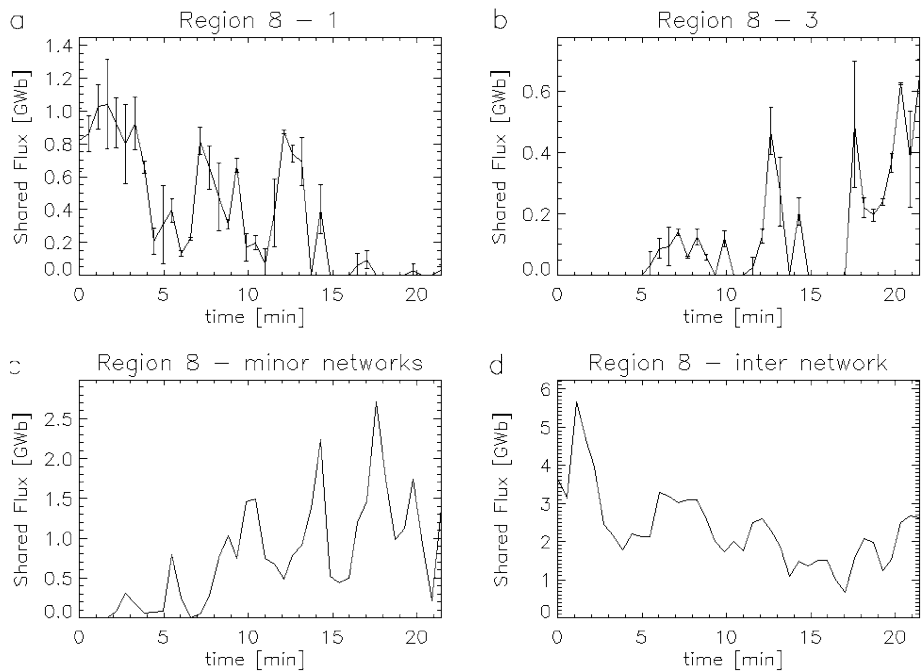 a
Region 8 – 1
Shared Flux [GWb]
1.4
1.2
1.0
0.8
0.6
0.4
0.2
0.0
0 5 10 15 20
time [min]
b
Region 8 – 3
Shared Flux [GWb]
0.6
0.4
0.2
0.0
0 5 10 15 20
time [min]
c
Region 8 – minor networks
Shared Flux [GWb]
2.5
2.0
1.5
1.0
0.5
0.0
0 5 10 15 20
time [min]
d
Region 8 – inter network
Shared Flux [GWb]
6
5
4
3
2
1
0
0 5 10 15 20
time [min]